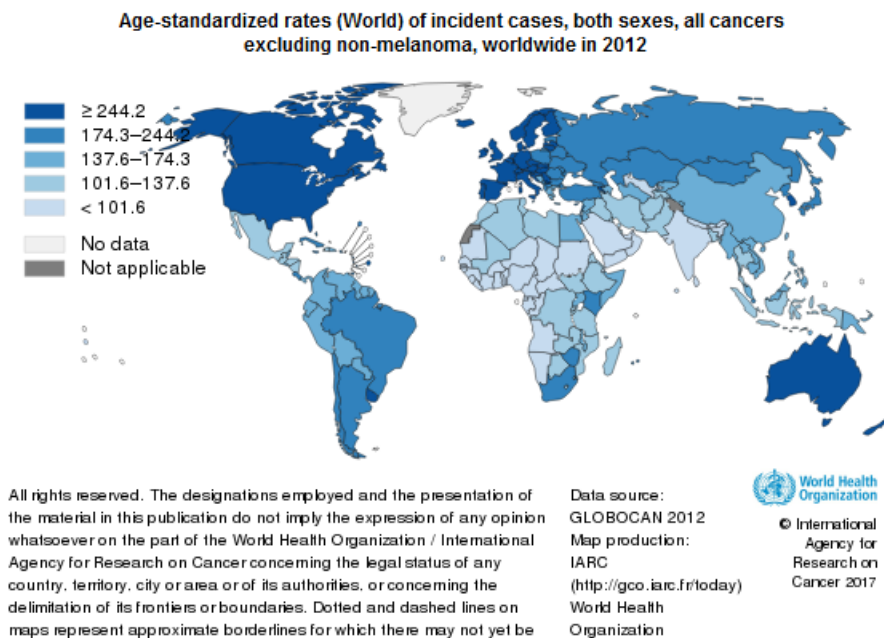 Age-standardized rates (World) of incident cases, both sexes, all cancers
excluding non-melanoma, worldwide in 2012
≥ 244.2
174.3–244.2
137.6–174.3
101.6–137.6
< 101.6
No data
Not applicable
All rights reserved. The designations employed and the presentation of
the material in this publication do not imply the expression of any opinion
whatsoever on the part of the World Health Organization / International
Agency for Research on Cancer concerning the legal status of any
country, territory, city or area or of its authorities, or concerning the
delimitation of its frontiers or boundaries. Dotted and dashed lines on
maps represent approximate borderlines for which there may not yet be
Data source:
GLOBOCAN 2012
Map production:
IARC
(http://gco.iarc.fr/today)
World Health
Organization
World Health
Organization
© International
Agency for
Research on
Cancer 2017